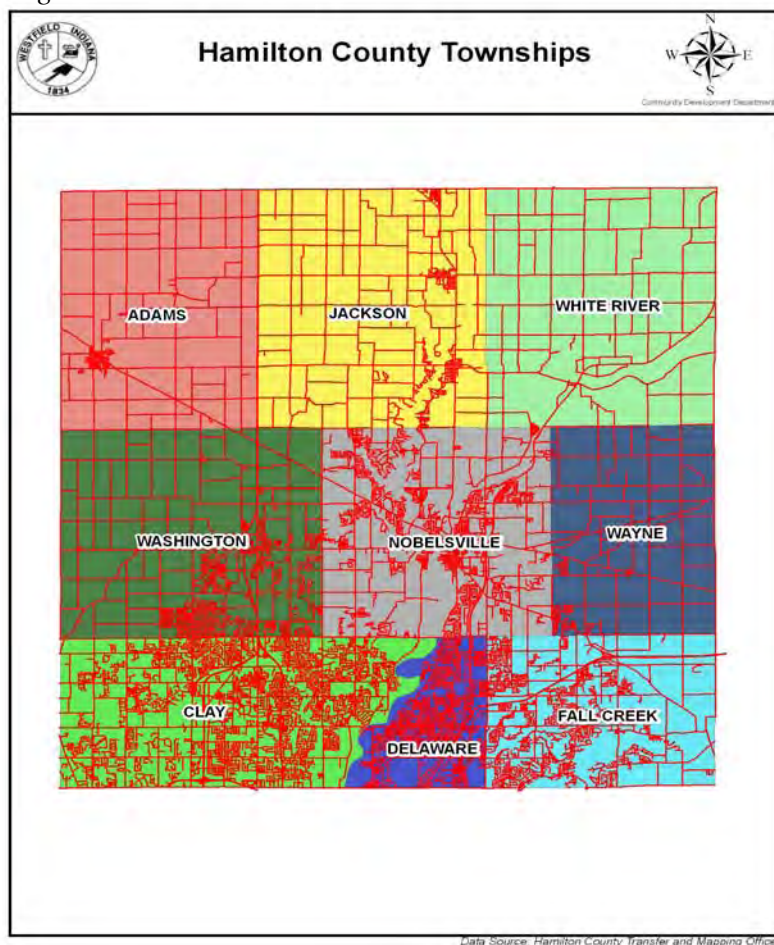 WESTFIELD INDIANA
1834
Hamilton County Townships
N
W
E
S
Community Development Department
ADAMS
JACKSON
WHITE RIVER
WASHINGTON
NOBELSVILLE
WAYNE
CLAY
FALL CREEK
DELAWARE
Data Source: Hamilton County Transfer and Mapping Office